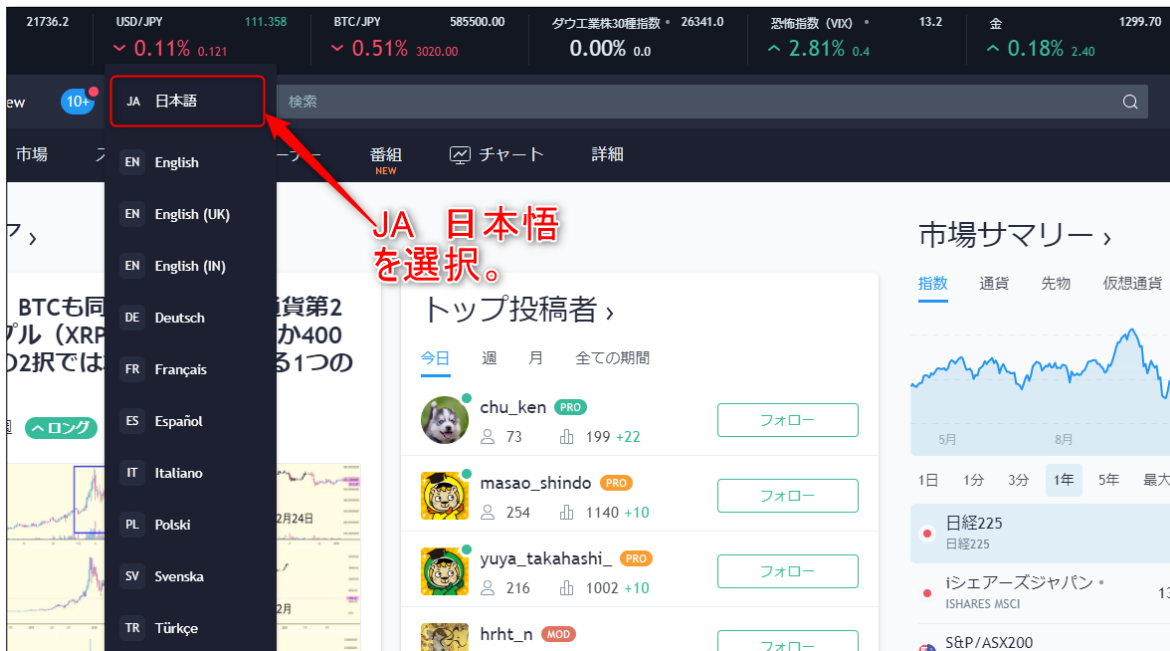 21736.2 USD/JPY 111.358 BTC/JPY 585500.00 ダウ工業株30種指数 26341.0 恐怖指数（VIX） 13.2 金 1299.70
0.11% 0.121 0.51% 3020.00 0.00% 0.0 2.81% 0.4 0.18% 2.40
ew 10+ JA 日本語 検索
市場 番組 チャート 詳細
NEW
EN English
EN English (UK)
EN English (IN)
DE Deutsch
FR Français
ES Español
IT Italiano
PL Polski
SV Svenska
TR Türkçe
JA 日本悟
を選択。
BTCも同 通貨第2
プル（XRP か400
の2択では る1つの
ロング
2月24日
2月
トップ投稿者 ›
今日 週 月 全ての期間
chu_ken PRO
73 199 +22 フォロー
masao_shindo PRO
254 1140 +10 フォロー
yuya_takahashi_ PRO
216 1002 +10 フォロー
hrht_n MOD
フォロー
市場サマリー ›
指数 通貨 先物 仮想通貨
5月 8月
1日 1分 3分 1年 5年 最大
日経225
日経225
iシェアーズジャパン 13
ISHARES MSCI
S&P/ASX200